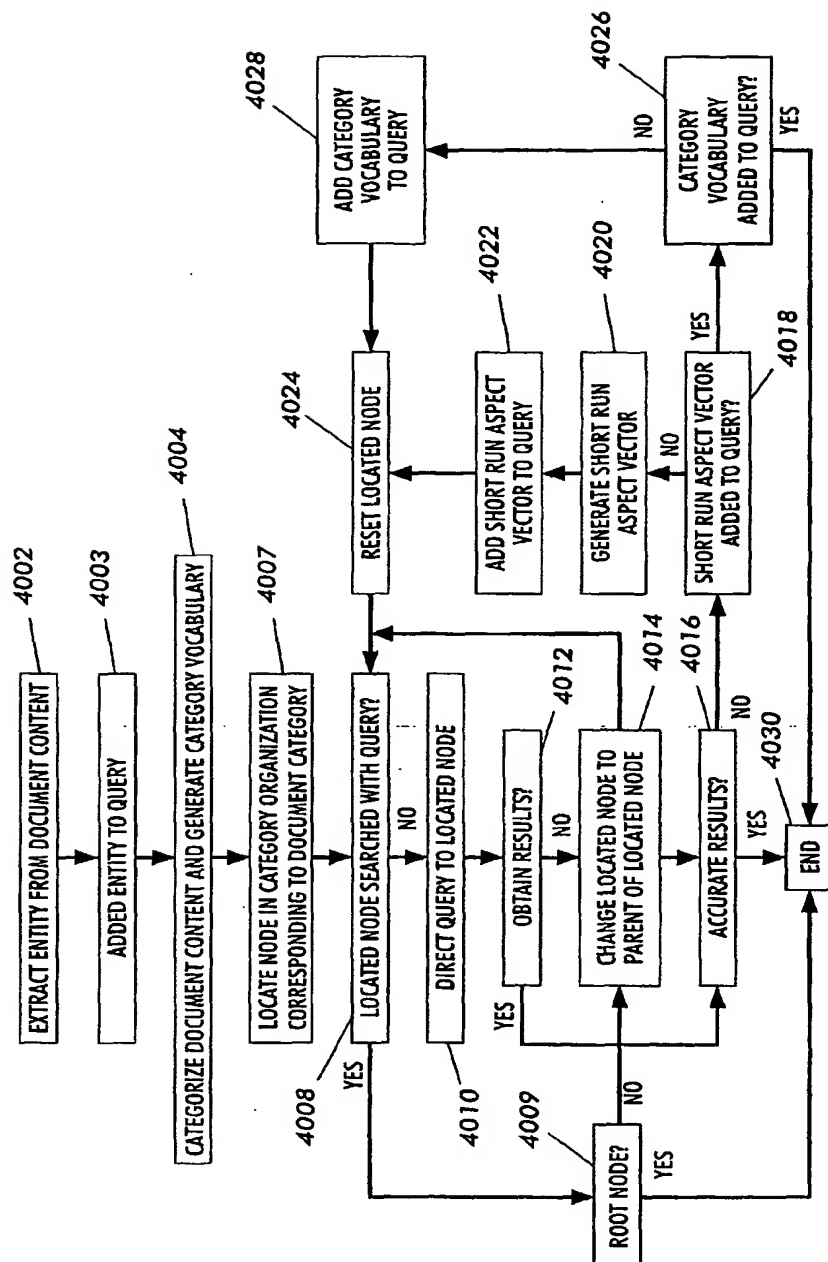 EXTRACT ENTITY FROM DOCUMENT CONTENT
4002
ADDED ENTITY TO QUERY
4003
CATEGORIZE DOCUMENT CONTENT AND GENERATE CATEGORY VOCABULARY
4004
LOCATE NODE IN CATEGORY ORGANIZATION
CORRESPONDING TO DOCUMENT CATEGORY
4007
LOCATED NODE SEARCHED WITH QUERY?
4008
YES
NO
DIRECT QUERY TO LOCATED NODE
4010
OBTAIN RESULTS?
4012
YES
NO
ROOT NODE?
4009
NO
YES
CHANGE LOCATED NODE TO
PARENT OF LOCATED NODE
4014
ACCURATE RESULTS?
4016
NO
YES
END
4030
RESET LOCATED NODE
4024
ADD SHORT RUN ASPECT
VECTOR TO QUERY
4022
GENERATE SHORT RUN
ASPECT VECTOR
4020
NO
SHORT RUN ASPECT VECTOR
ADDED TO QUERY?
4018
YES
ADD CATEGORY
VOCABULARY
TO QUERY
4028
NO
CATEGORY
VOCABULARY
ADDED TO QUERY?
4026
YES